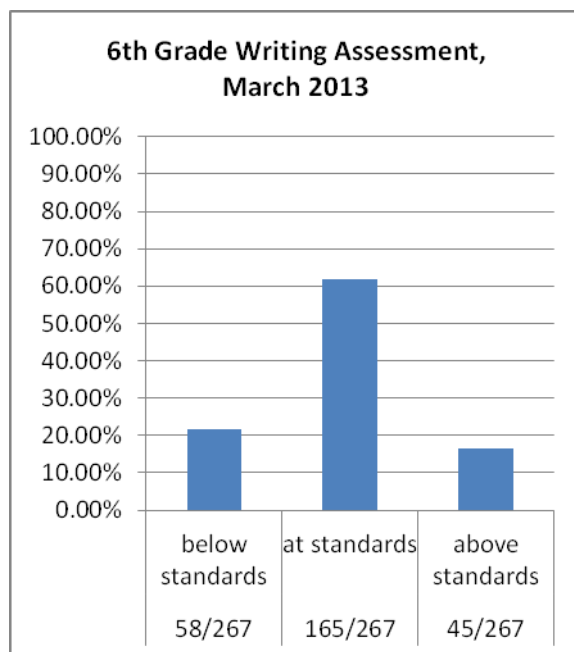 6th Grade Writing Assessment,
March 2013
100.00%
90.00%
80.00%
70.00%
60.00%
50.00%
40.00%
30.00%
20.00%
10.00%
0.00%
below standards
at standards
above standards
58/267
165/267
45/267